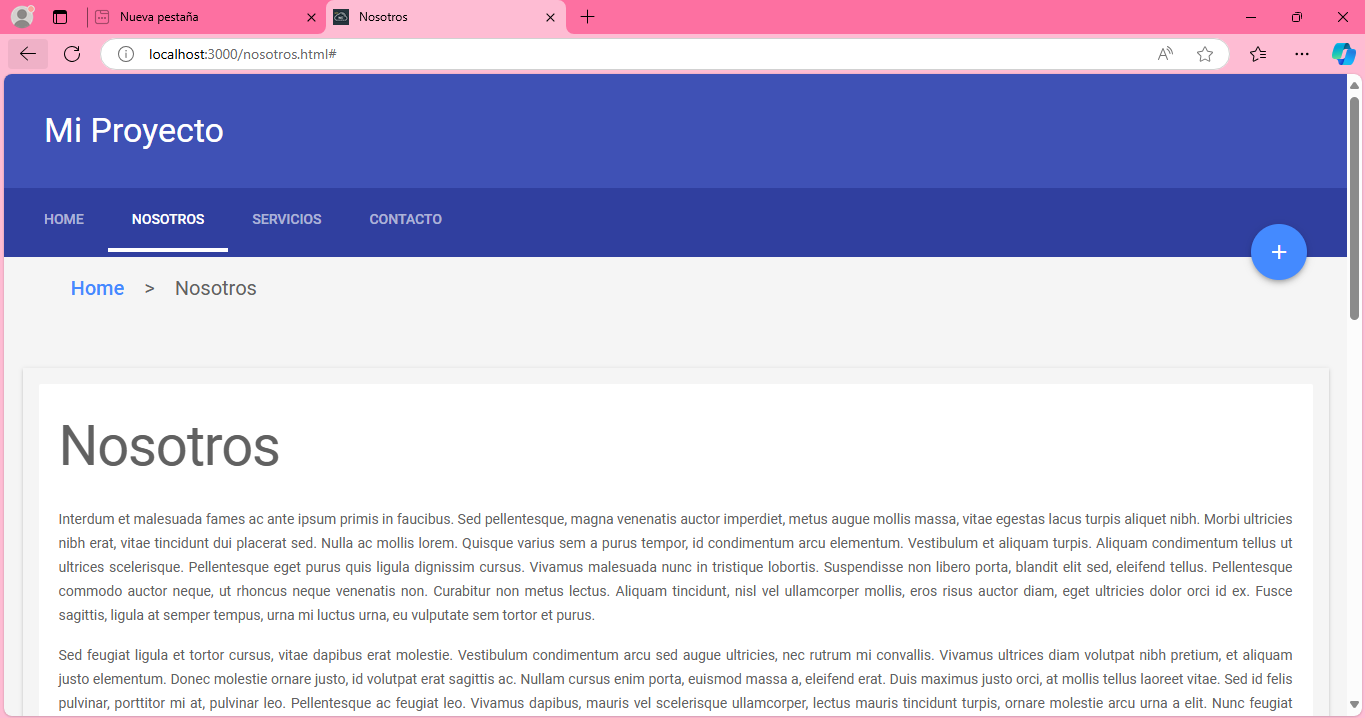 Nueva pestaña
Nosotros
localhost:3000/nosotros.html#
Mi Proyecto
HOME NOSOTROS SERVICIOS CONTACTO
+
Home > Nosotros
Nosotros
Interdum et malesuada fames ac ante ipsum primis in faucibus. Sed pellentesque, magna venenatis auctor imperdiet, metus augue mollis massa, vitae egestas lacus turpis aliquet nibh. Morbi ultricies
nibh erat, vitae tincidunt dui placerat sed. Nulla ac mollis lorem. Quisque varius sem a purus tempor, id condimentum arcu elementum. Vestibulum et aliquam turpis. Aliquam condimentum tellus ut
ultrices scelerisque. Pellentesque eget purus quis ligula dignissim cursus. Vivamus malesuada nunc in tristique lobortis. Suspendisse non libero porta, blandit elit sed, eleifend tellus. Pellentesque
commodo auctor neque, ut rhoncus neque venenatis non. Curabitur non metus lectus. Aliquam tincidunt, nisl vel ullamcorper mollis, eros risus auctor diam, eget ultricies dolor orci id ex. Fusce
sagittis, ligula at semper tempus, urna mi luctus urna, eu vulputate sem tortor et purus.
Sed feugiat ligula et tortor cursus, vitae dapibus erat molestie. Vestibulum condimentum arcu sed augue ultricies, nec rutrum mi convallis. Vivamus ultrices diam volutpat nibh pretium, et aliquam
justo elementum. Donec molestie ornare justo, id volutpat erat sagittis ac. Nullam cursus enim porta, euismod massa a, eleifend erat. Duis maximus justo orci, at mollis tellus laoreet vitae. Sed id felis
pulvinar, porttitor mi at, pulvinar leo. Pellentesque ac feugiat leo. Vivamus dapibus, mauris vel scelerisque ullamcorper, lectus mauris tincidunt turpis, ornare molestie arcu urna a elit. Nunc feugiat